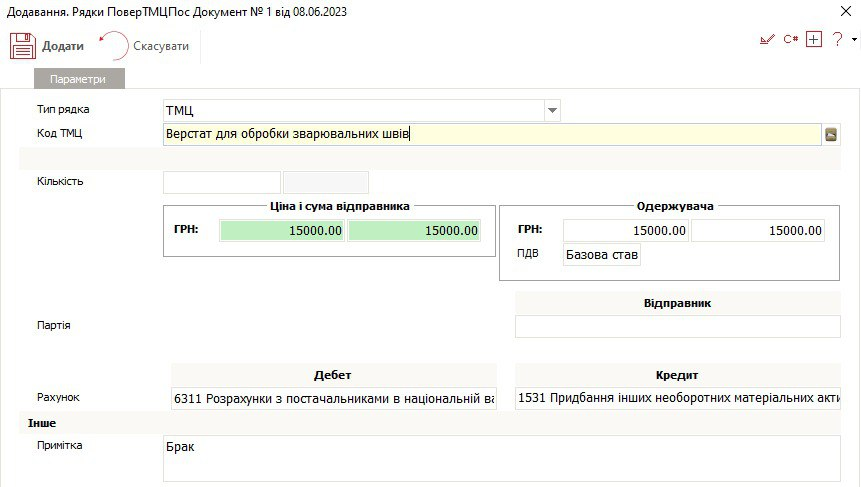 Додавання. Рядки ПоверТМЦПос Документ № 1 від 08.06.2023
Додати Скасувати C# ?
Параметри
Тип рядка ТМЦ
Код ТМЦ Верстат для обробки зварювальних швів
Кількість
Ціна і сума відправника Одержувача
ГРН: 15000.00 15000.00 ГРН: 15000.00 15000.00
ПДВ Базова став
Відправник
Партія
Дебет Кредит
Рахунок 6311 Розрахунки з постачальниками в національній ва 1531 Придбання інших необоротних матеріальних акти
Інше
Примітка Брак